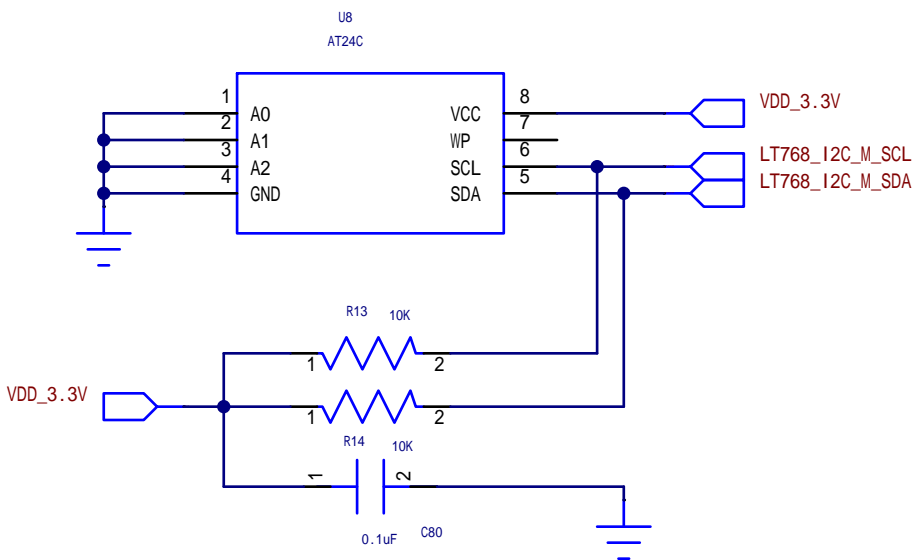 U8
AT24C
1 A0 VCC 8 VDD_3.3V
2 A1 WP 7
3 A2 SCL 6 LT768_I2C_M_SCL
4 GND SDA 5 LT768_I2C_M_SDA
R13 10K
1 2
VDD_3.3V
1 2
R14 10K
1 2
0.1uF C80